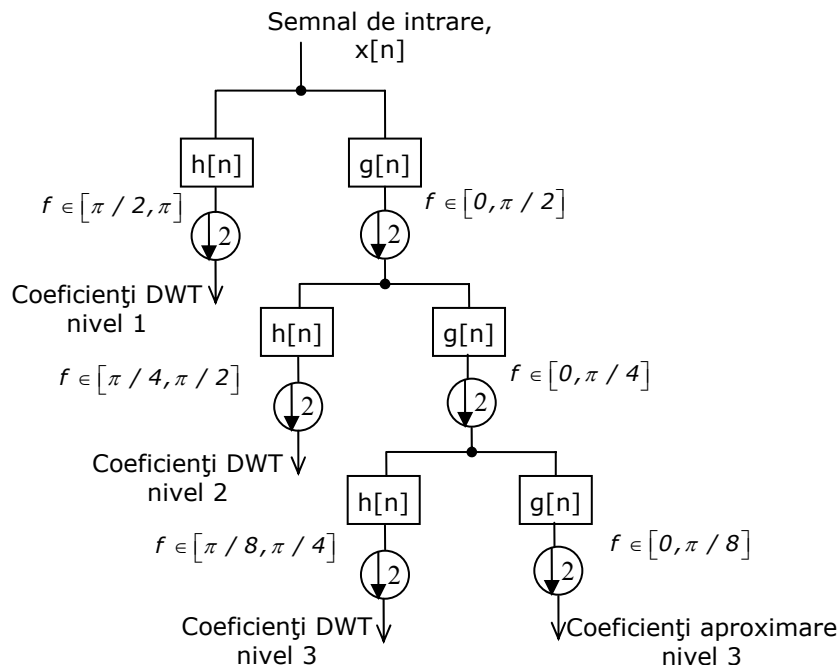 Semnal de intrare,
x[n]
h[n]
g[n]
f ∈ [π / 2, π]
f ∈ [0, π / 2]
2
2
Coeficienţi DWT
nivel 1
h[n]
g[n]
f ∈ [π / 4, π / 2]
f ∈ [0, π / 4]
2
2
Coeficienţi DWT
nivel 2
h[n]
g[n]
f ∈ [π / 8, π / 4]
f ∈ [0, π / 8]
2
2
Coeficienţi DWT
nivel 3
Coeficienţi aproximare
nivel 3